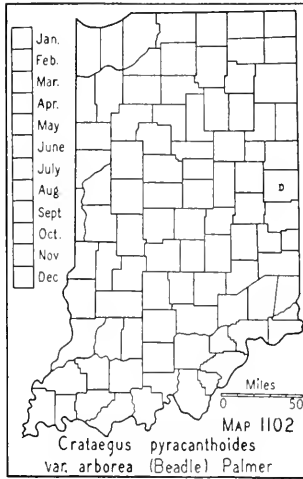 Jan.
Feb.
Mar.
Apr.
May
June
July
Aug
Sept
Oct.
Nov
Dec
D
Miles
0 50
MAP 1102
Crataegus pyracanthoides
var. arborea (Beadle) Palmer